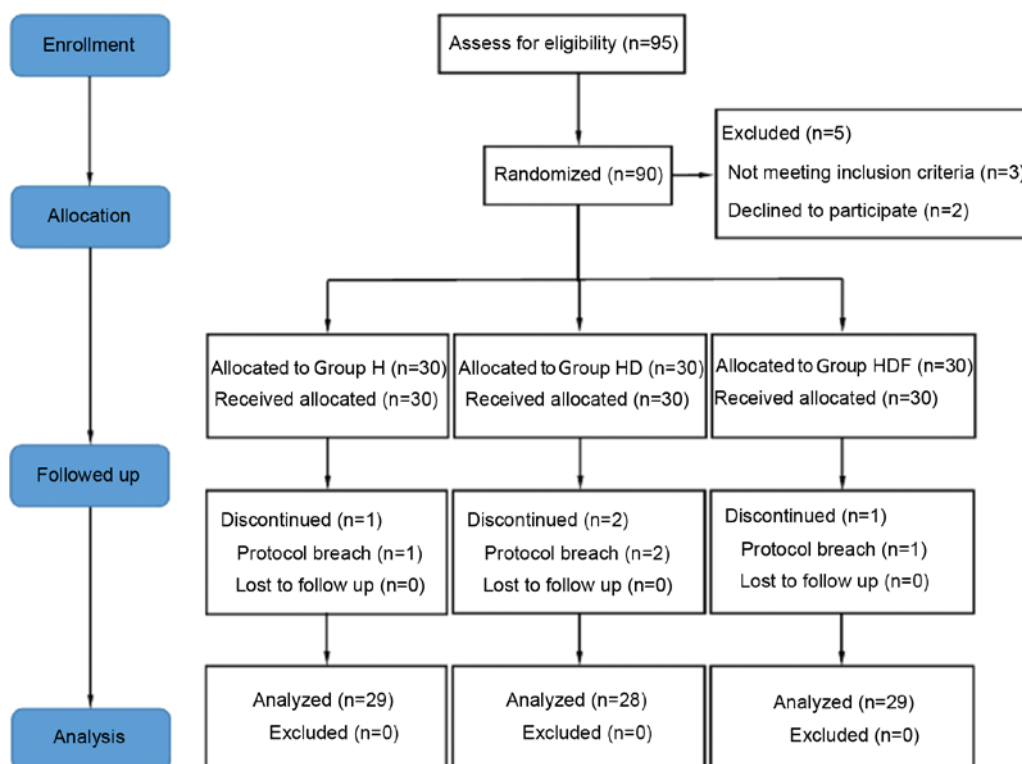 Enrollment
Assess for eligibility (n=95)
Excluded (n=5)
Not meeting inclusion criteria (n=3)
Declined to participate (n=2)
Randomized (n=90)
Allocation
Allocated to Group H (n=30)
Received allocated (n=30)
Allocated to Group HD (n=30)
Received allocated (n=30)
Allocated to Group HDF (n=30)
Received allocated (n=30)
Followed up
Discontinued (n=1)
Protocol breach (n=1)
Lost to follow up (n=0)
Discontinued (n=2)
Protocol breach (n=2)
Lost to follow up (n=0)
Discontinued (n=1)
Protocol breach (n=1)
Lost to follow up (n=0)
Analysis
Analyzed (n=29)
Excluded (n=0)
Analyzed (n=28)
Excluded (n=0)
Analyzed (n=29)
Excluded (n=0)